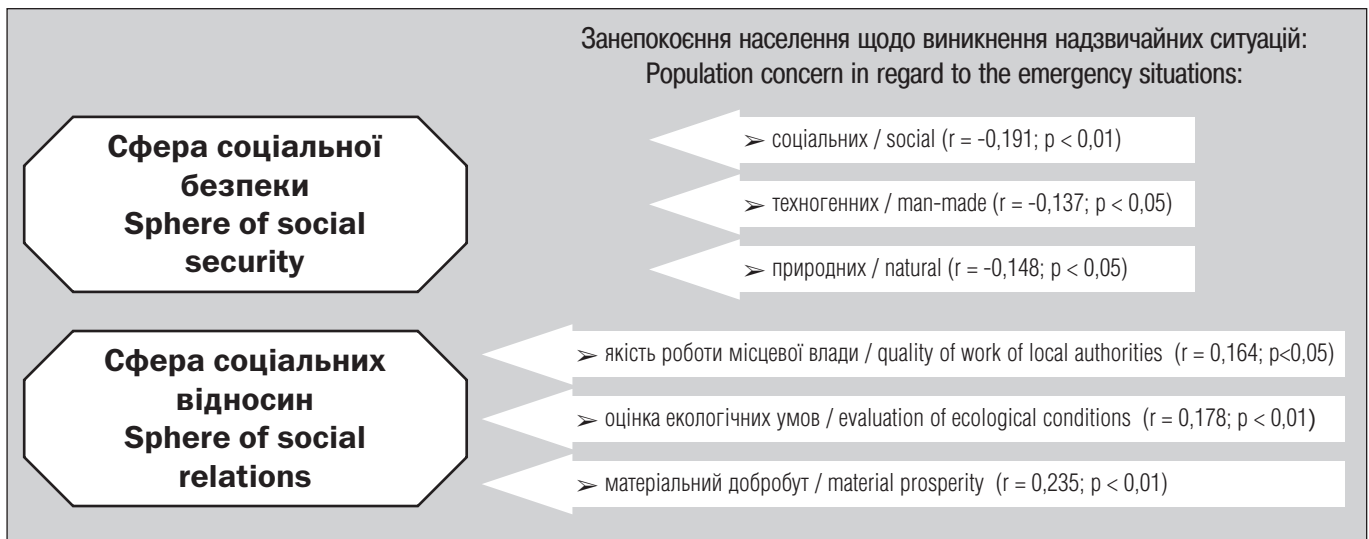 Занепокоєння населення щодо виникнення надзвичайних ситуацій:
Population concern in regard to the emergency situations:
Сфера соціальної
безпеки
Sphere of social
security
➢ соціальних / social (r = -0,191; p < 0,01)
➢ техногенних / man-made (r = -0,137; p < 0,05)
➢ природних / natural (r = -0,148; p < 0,05)
Сфера соціальних
відносин
Sphere of social
relations
➢ якість роботи місцевої влади / quality of work of local authorities (r = 0,164; p<0,05)
➢ оцінка екологічних умов / evaluation of ecological conditions (r = 0,178; p < 0,01)
➢ матеріальний добробут / material prosperity (r = 0,235; p < 0,01)